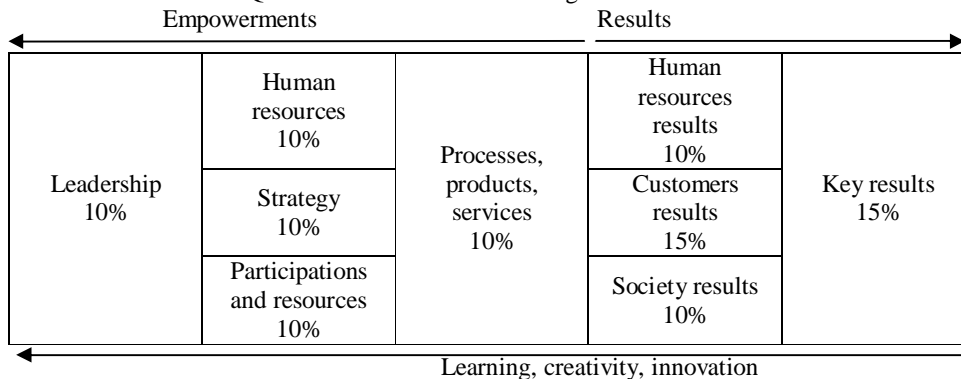 Empowerments Results
Leadership
10%
Human
resources
10%
Strategy
10%
Participations
and resources
10%
Processes,
products,
services
10%
Human
resources
results
10%
Customers
results
15%
Society results
10%
Key results
15%
Learning, creativity, innovation